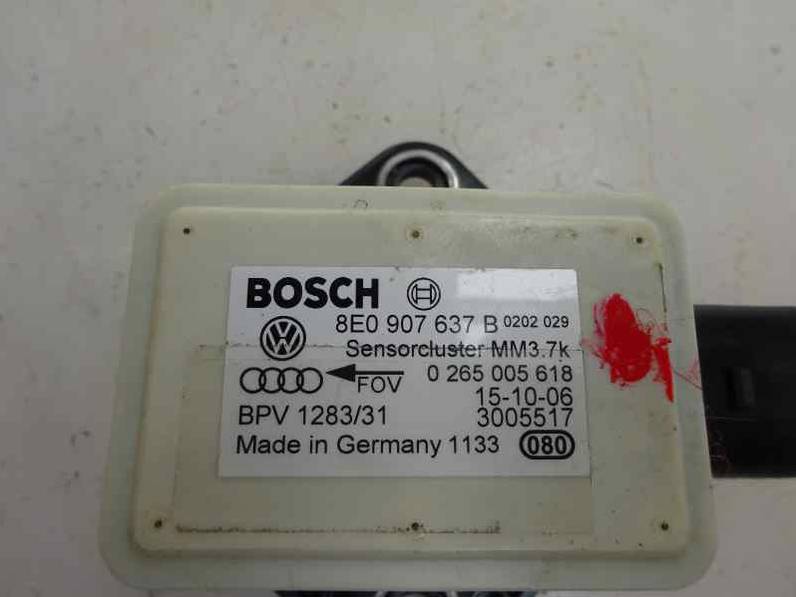 BOSCH
8E0 907 637 B 0202 029
Sensorcluster MM3.7k
FOV 0 265 005 618
15-10-06
BPV 1283/31 3005517
Made in Germany 1133 080